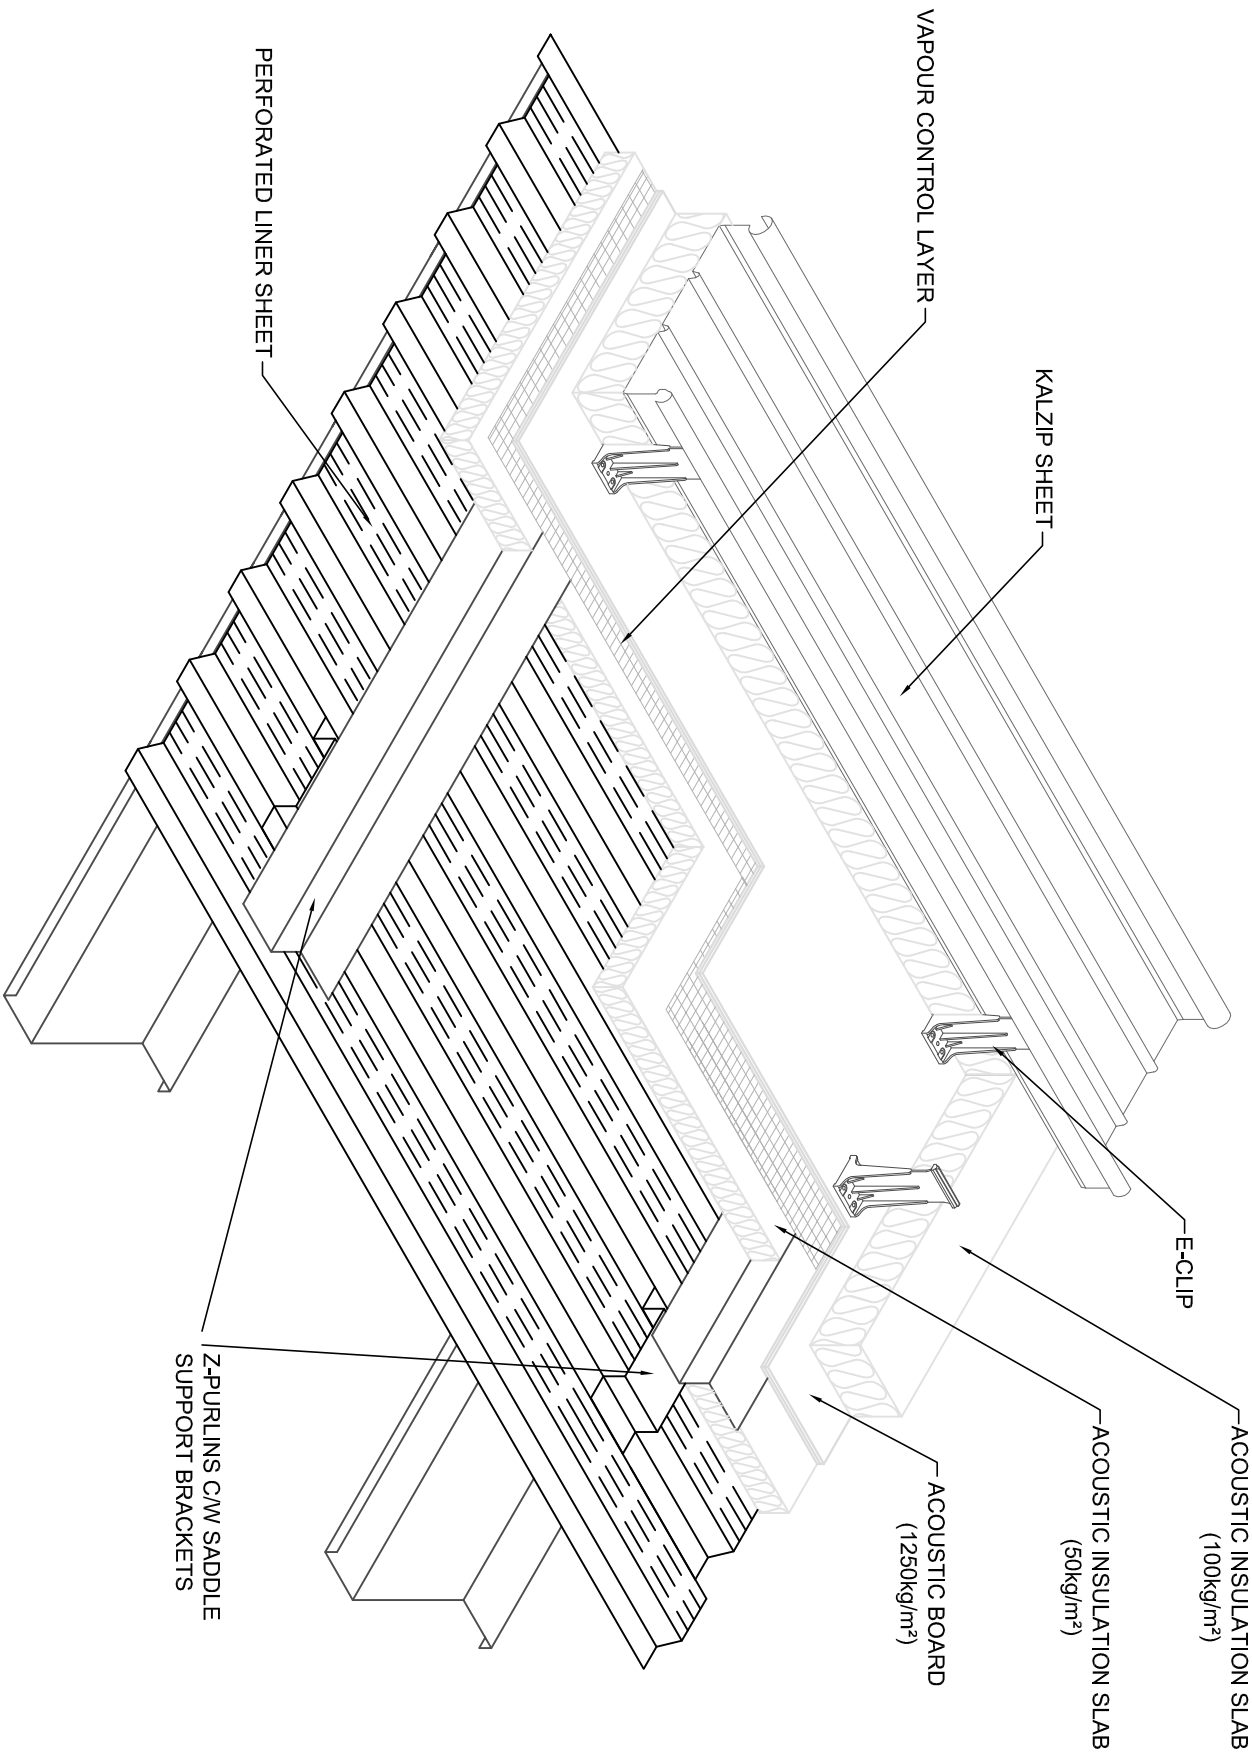 VAPOUR CONTROL LAYER
KALZIP SHEET
E-CLIP
ACOUSTIC INSULATION SLAB
(100kg/m²)
ACOUSTIC INSULATION SLAB
(50kg/m²)
ACOUSTIC BOARD
(1250kg/m²)
PERFORATED LINER SHEET
Z-PURLINS C/W SADDLE
SUPPORT BRACKETS